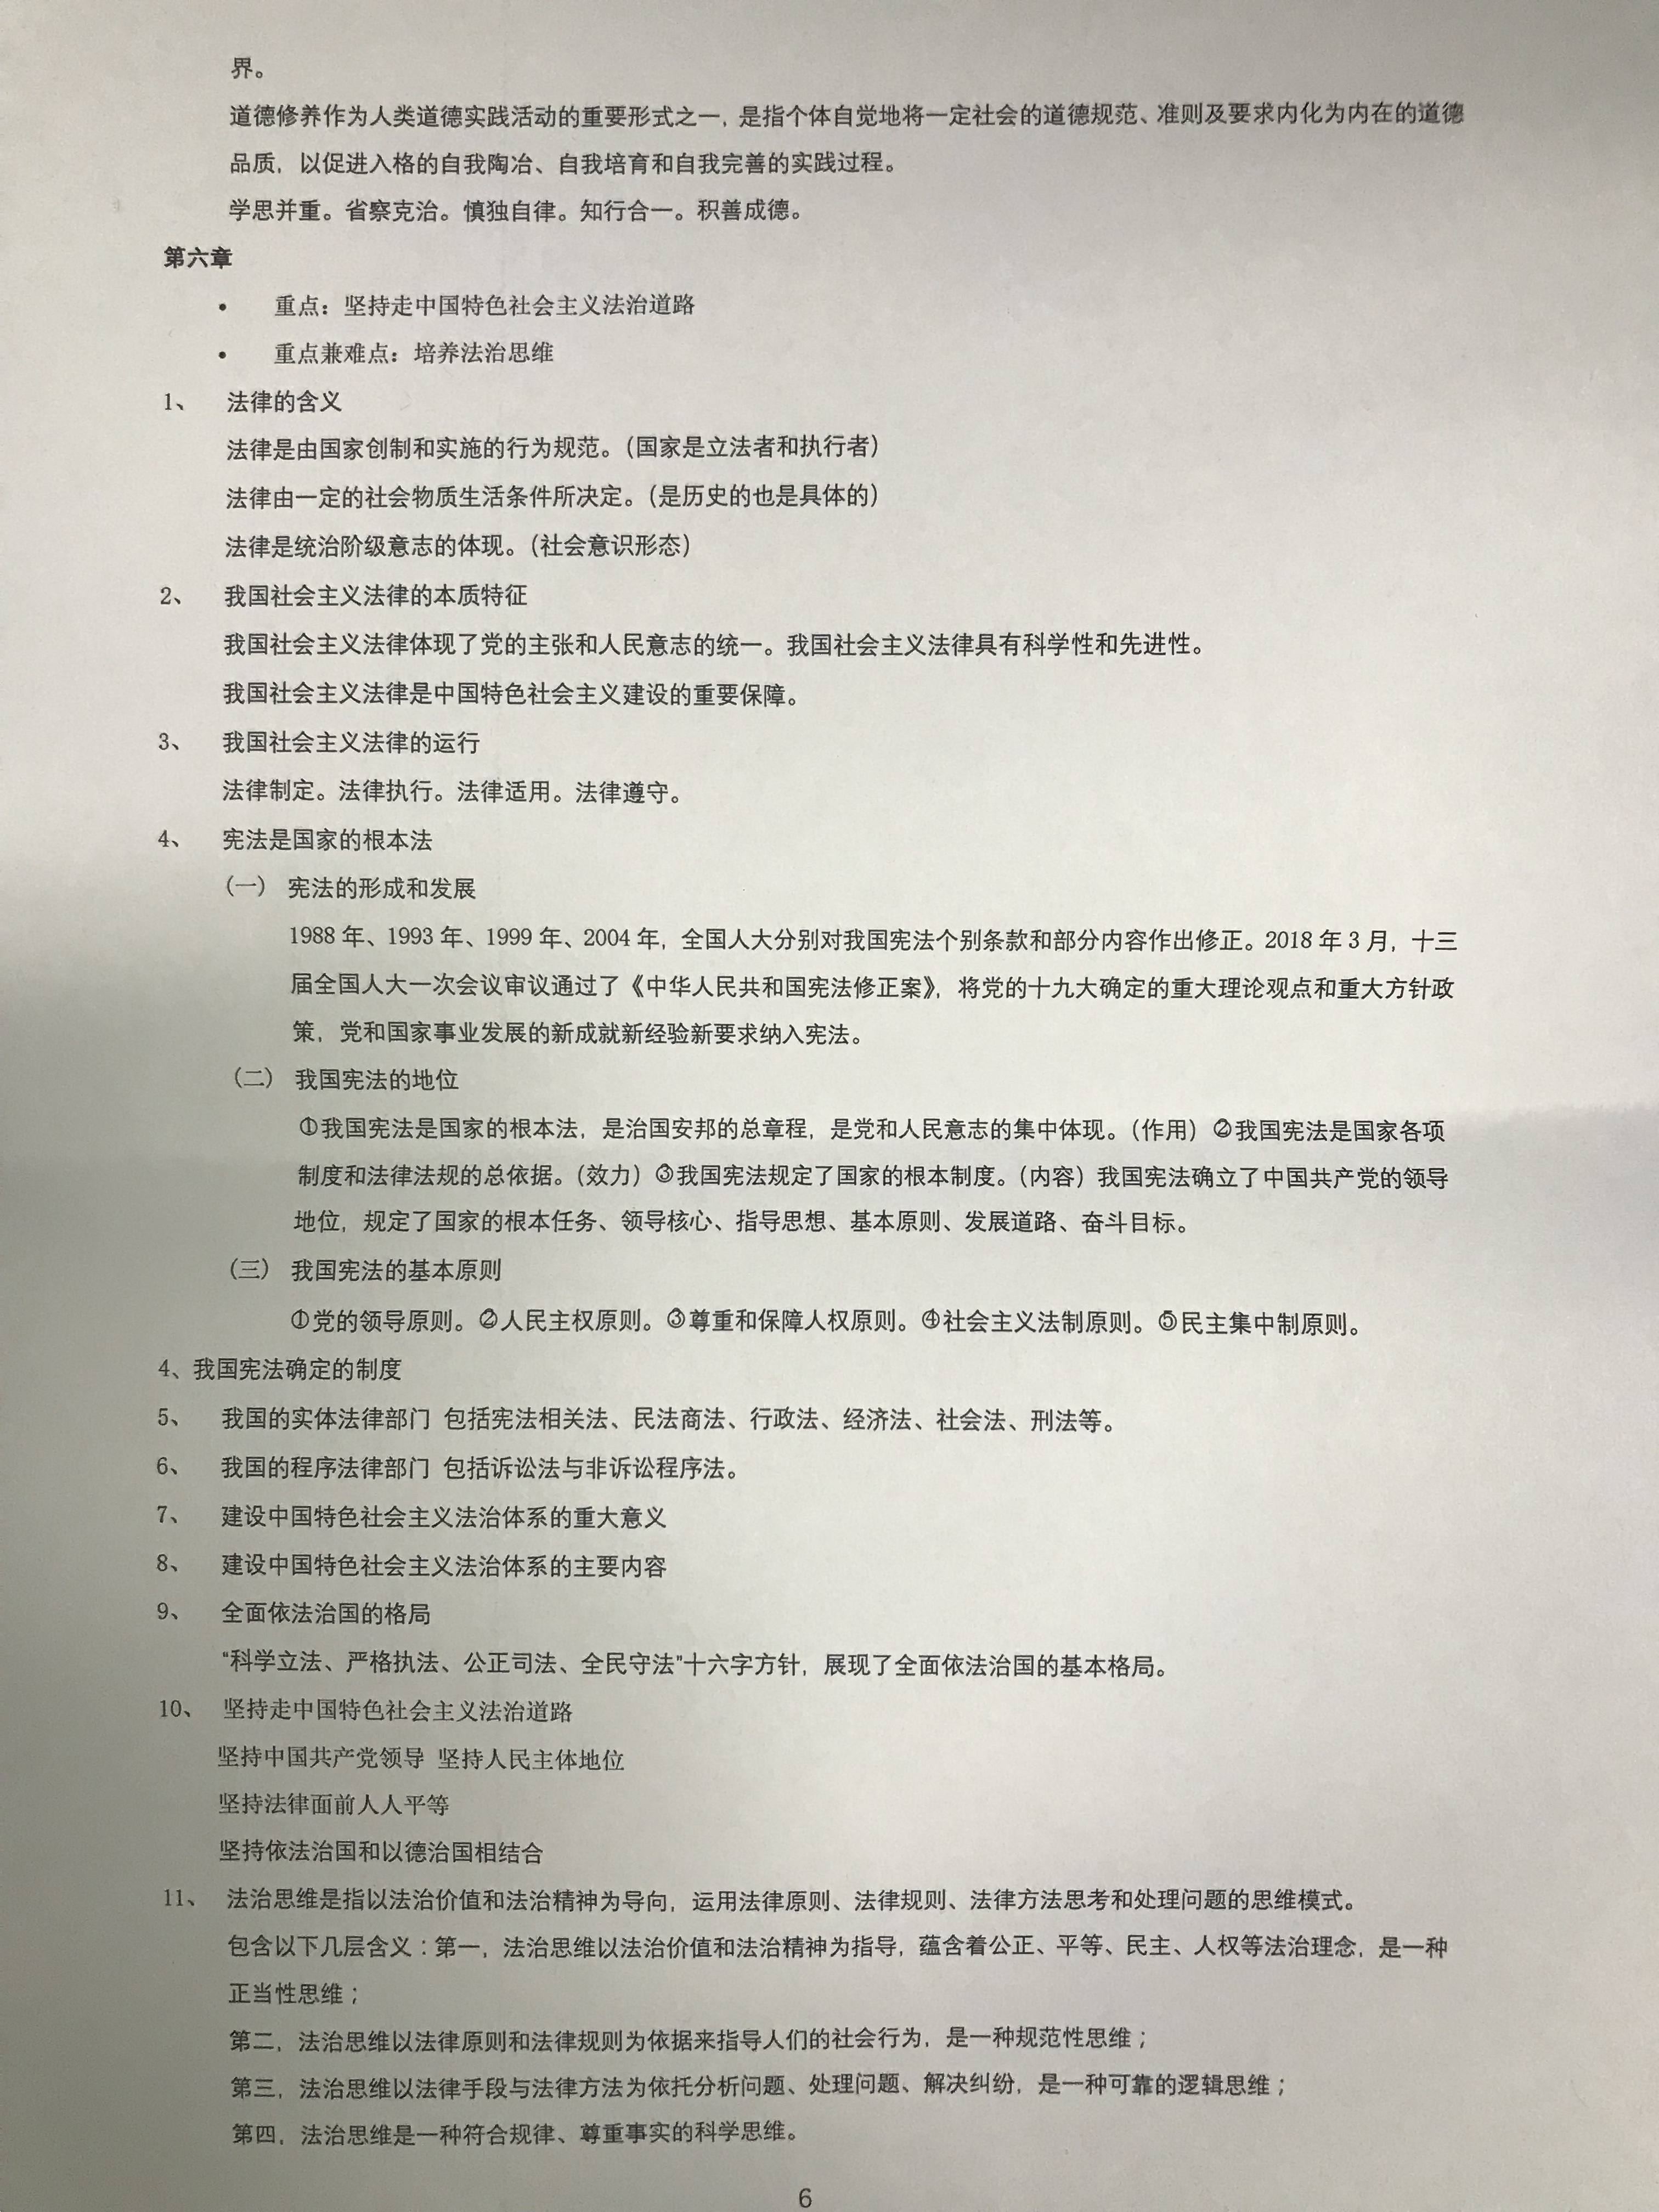 界。
道德修养作为人类道德实践活动的重要形式之一，是指个体自觉地将一定社会的道德规范、准则及要求内化为内在的道德
品质，以促进入格的自我陶冶、自我培育和自我完善的实践过程。
学思并重。省察克治。慎独自律。知行合一。积善成德。
第六章
• 重点：坚持走中国特色社会主义法治道路
• 重点兼难点：培养法治思维
1、 法律的含义
法律是由国家创制和实施的行为规范。（国家是立法者和执行者）
法律由一定的社会物质生活条件所决定。（是历史的也是具体的）
法律是统治阶级意志的体现。（社会意识形态）
2、 我国社会主义法律的本质特征
我国社会主义法律体现了党的主张和人民意志的统一。我国社会主义法律具有科学性和先进性。
我国社会主义法律是中国特色社会主义建设的重要保障。
3、 我国社会主义法律的运行
法律制定。法律执行。法律适用。法律遵守。
4、 宪法是国家的根本法
（一） 宪法的形成和发展
1988 年、1993 年、1999 年、2004 年，全国人大分别对我国宪法个别条款和部分内容作出修正。2018 年 3 月，十三
届全国人大一次会议审议通过了《中华人民共和国宪法修正案》，将党的十九大确定的重大理论观点和重大方针政
策，党和国家事业发展的新成就新经验新要求纳入宪法。
（二） 我国宪法的地位
①我国宪法是国家的根本法，是治国安邦的总章程，是党和人民意志的集中体现。（作用）②我国宪法是国家各项
制度和法律法规的总依据。（效力）③我国宪法规定了国家的根本制度。（内容）我国宪法确立了中国共产党的领导
地位，规定了国家的根本任务、领导核心、指导思想、基本原则、发展道路、奋斗目标。
（三） 我国宪法的基本原则
①党的领导原则。②人民主权原则。③尊重和保障人权原则。④社会主义法制原则。⑤民主集中制原则。
4、我国宪法确定的制度
5、 我国的实体法律部门 包括宪法相关法、民法商法、行政法、经济法、社会法、刑法等。
6、 我国的程序法律部门 包括诉讼法与非诉讼程序法。
7、 建设中国特色社会主义法治体系的重大意义
8、 建设中国特色社会主义法治体系的主要内容
9、 全面依法治国的格局
“科学立法、严格执法、公正司法、全民守法”十六字方针，展现了全面依法治国的基本格局。
10、 坚持走中国特色社会主义法治道路
坚持中国共产党领导 坚持人民主体地位
坚持法律面前人人平等
坚持依法治国和以德治国相结合
11、 法治思维是指以法治价值和法治精神为导向，运用法律原则、法律规则、法律方法思考和处理问题的思维模式。
包含以下几层含义：第一，法治思维以法治价值和法治精神为指导，蕴含着公正、平等、民主、人权等法治理念，是一种
正当性思维；
第二，法治思维以法律原则和法律规则为依据来指导人们的社会行为，是一种规范性思维；
第三，法治思维以法律手段与法律方法为依托分析问题、处理问题、解决纠纷，是一种可靠的逻辑思维；
第四，法治思维是一种符合规律、尊重事实的科学思维。
6